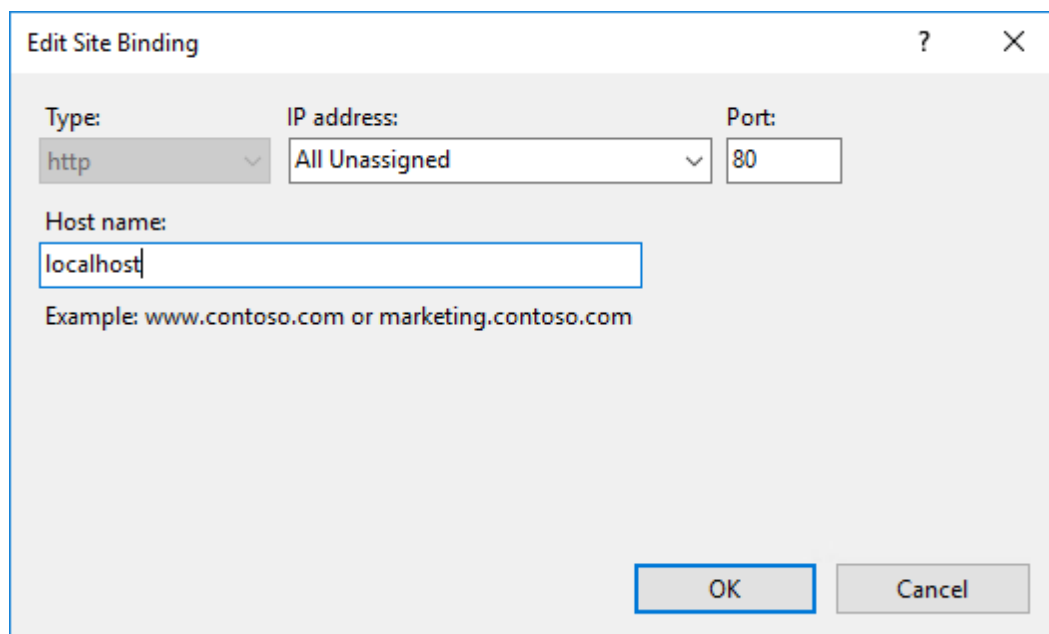 Edit Site Binding
?
Type:
IP address:
Port:
http
All Unassigned
80
Host name:
localhost
Example: www.contoso.com or marketing.contoso.com
OK
Cancel